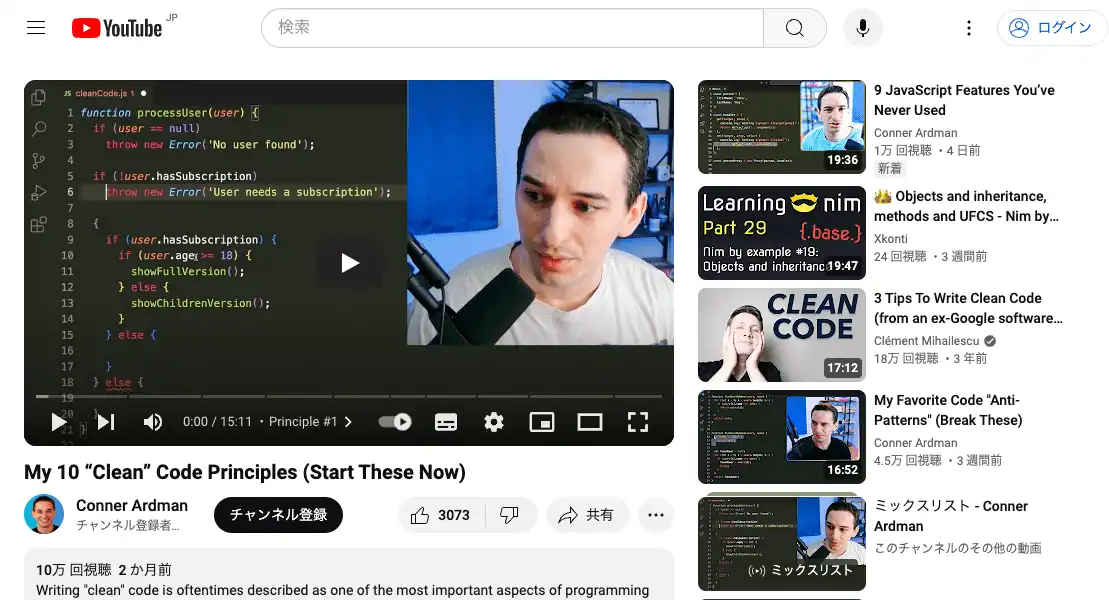 YouTube JP
検索
ログイン
JS cleanCode.js 1 ●
1 function processUser(user) {
2 if (user == null)
3 throw new Error('No user found');
4
5 if (!user.hasSubscription)
6 throw new Error('User needs a subscription');
7
8 {
9 if (user.hasSubscription) {
10 if (user.age >= 18) {
11 showFullVersion();
12 } else {
13 showChildrenVersion();
14 }
15 } else {
16
17 }
18 } else {
19
20 }
21 }
0:00 / 15:11 • Principle #1
My 10 “Clean” Code Principles (Start These Now)
Conner Ardman
チャンネル登録者...
チャンネル登録
3073
共有
10万 回視聴 2 か月前
Writing "clean" code is oftentimes described as one of the most important aspects of programming
19:36
9 JavaScript Features You’ve
Never Used
Conner Ardman
1万 回視聴 ・4 日前
新着
Learning nim
Part 29
{.base.}
Nim by example #19:
Objects and inheritanc
19:47
👑 Objects and inheritance,
methods and UFCS - Nim by…
Xkonti
24 回視聴 ・3 週間前
CLEAN
CODE
17:12
3 Tips To Write Clean Code
(from an ex-Google software…
Clément Mihailescu
18万 回視聴 ・3 年前
16:52
My Favorite Code "Anti-
Patterns" (Break These)
Conner Ardman
4.5万 回視聴 ・3 週間前
ミックスリスト
ミックスリスト - Conner
Ardman
このチャンネルのその他の動画